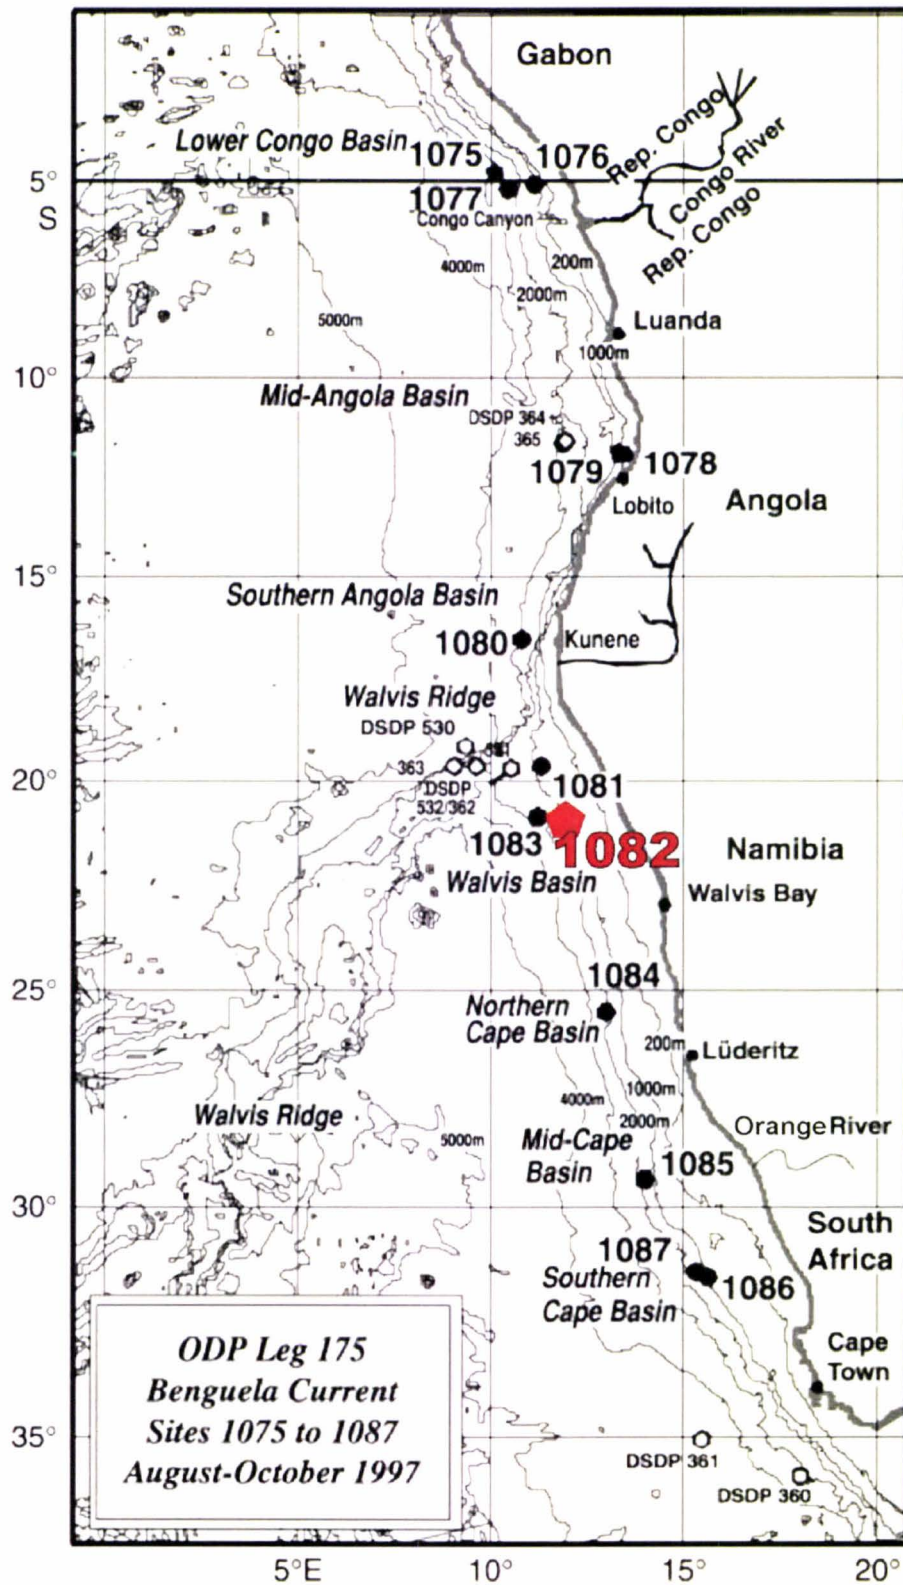 Gabon
Lower Congo Basin
1075
1076
Rep. Congo
Congo River
Rep. Congo
5°
S
1077
Congo Canyon
4000m
200m
2000m
5000m
Luanda
1000m
10°
Mid-Angola Basin
DSDP 364
365
1079
1078
Lobito
Angola
15°
Southern Angola Basin
1080
Kunene
Walvis Ridge
DSDP 530
363
DSDP
532/362
1081
20°
1083
1082
Namibia
Walvis Basin
Walvis Bay
1084
25°
Northern
Cape Basin
200m
Lüderitz
4000m
1000m
2000m
Walvis Ridge
5000m
Orange River
Mid-Cape
Basin
1085
30°
South
Africa
1087
Southern
Cape Basin
1086
Cape
Town
ODP Leg 175
Benguela Current
Sites 1075 to 1087
August-October 1997
35°
DSDP 361
DSDP 360
5°E
10°
15°
20°